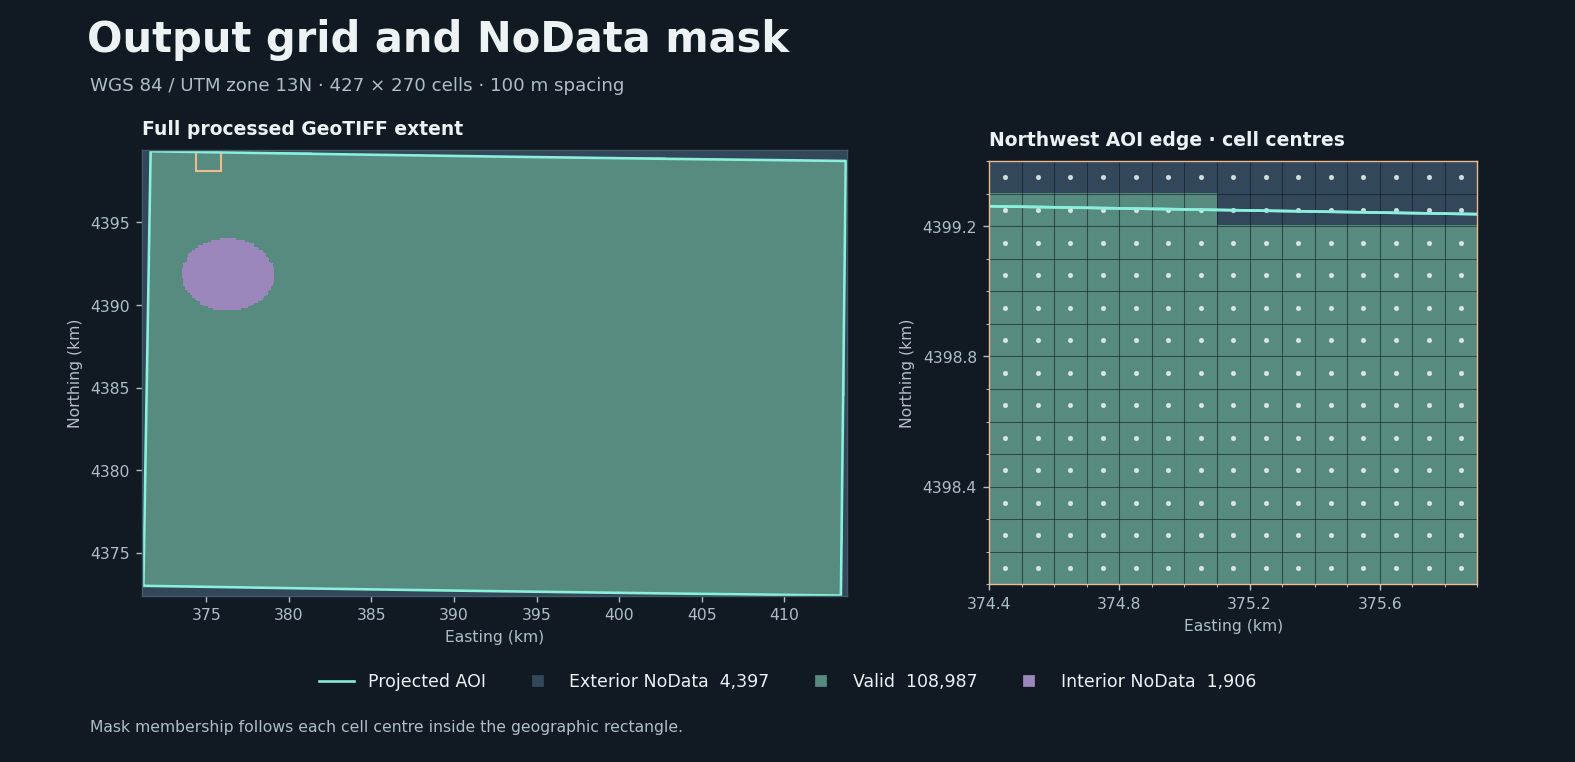 Output grid and NoData mask
WGS 84 / UTM zone 13N · 427 × 270 cells · 100 m spacing
Full processed GeoTIFF extent
Northing (km)
4395
4390
4385
4380
4375
375 380 385 390 395 400 405 410
Easting (km)
Northwest AOI edge · cell centres
Northing (km)
4399.2
4398.8
4398.4
374.4 374.8 375.2 375.6
Easting (km)
Projected AOI Exterior NoData 4,397 Valid 108,987 Interior NoData 1,906
Mask membership follows each cell centre inside the geographic rectangle.